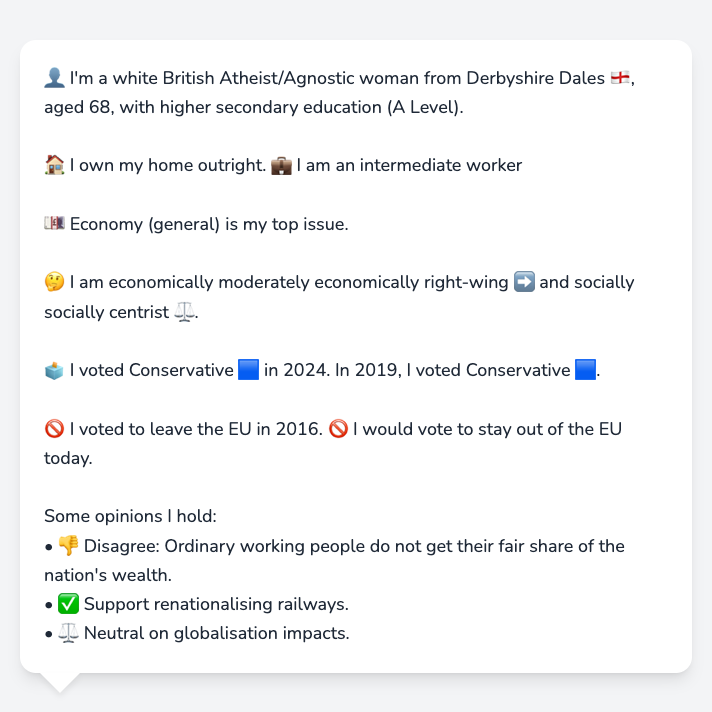 👤 I'm a white British Atheist/Agnostic woman from Derbyshire Dales 🏴󠁧󠁢󠁥󠁮󠁧󠁿,
aged 68, with higher secondary education (A Level).
🏠 I own my home outright. 💼 I am an intermediate worker
💷 Economy (general) is my top issue.
🤔 I am economically moderately economically right-wing ➡️ and socially
socially centrist ⚖️.
🗳️ I voted Conservative 🟦 in 2024. In 2019, I voted Conservative 🟦.
🚫 I voted to leave the EU in 2016. 🚫 I would vote to stay out of the EU
today.
Some opinions I hold:
• 👎 Disagree: Ordinary working people do not get their fair share of the
nation's wealth.
• ✅ Support renationalising railways.
• ⚖️ Neutral on globalisation impacts.